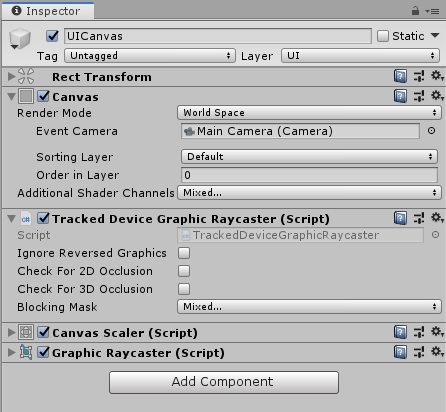 Inspector
UICanvas
Static
Tag Untagged Layer UI
Rect Transform
Canvas
Render Mode World Space
Event Camera Main Camera (Camera)
Sorting Layer Default
Order in Layer 0
Additional Shader Channels Mixed...
Tracked Device Graphic Raycaster (Script)
Script TrackedDeviceGraphicRaycaster
Ignore Reversed Graphics
Check For 2D Occlusion
Check For 3D Occlusion
Blocking Mask Mixed...
Canvas Scaler (Script)
Graphic Raycaster (Script)
Add Component